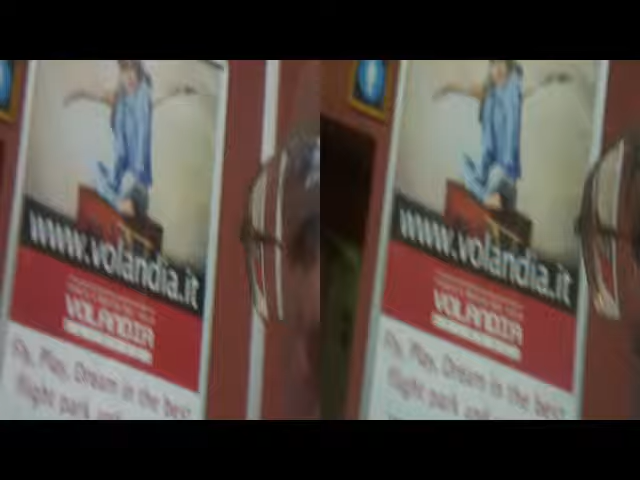 www.volandia.it
VOLANDIA
Fly, Play, Dream in the best
flight park
www.volandia.it
VOLANDIA
Fly, Play, Dream in the best
flight park